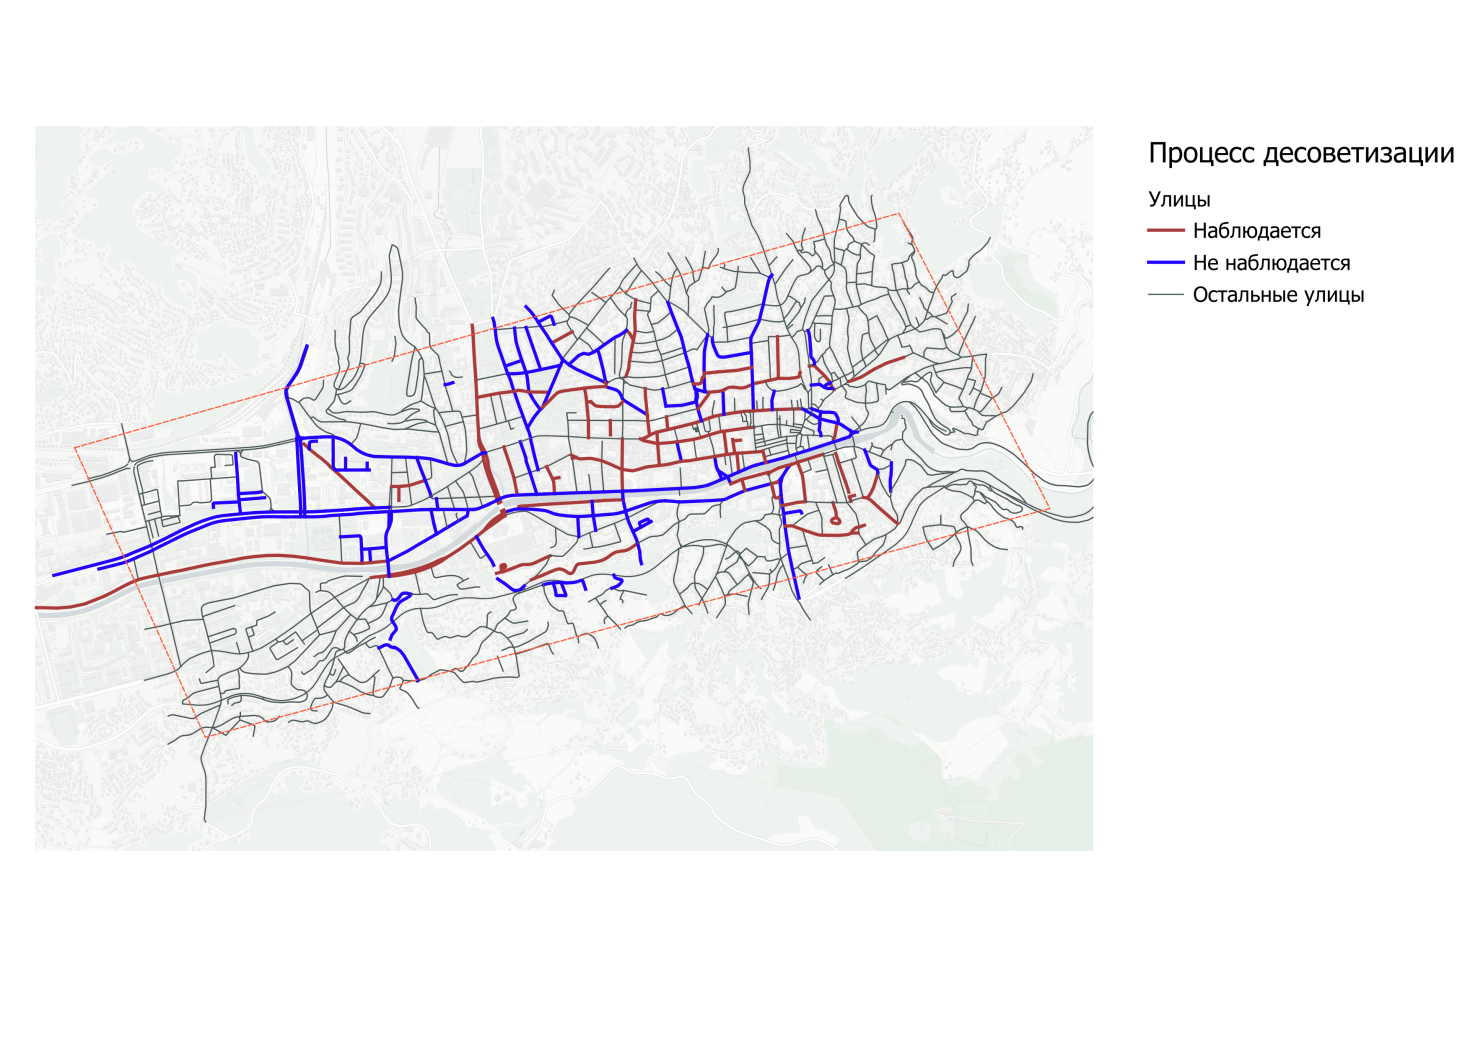 Процесс десоветизации
Улицы
Наблюдается
Не наблюдается
Остальные улицы